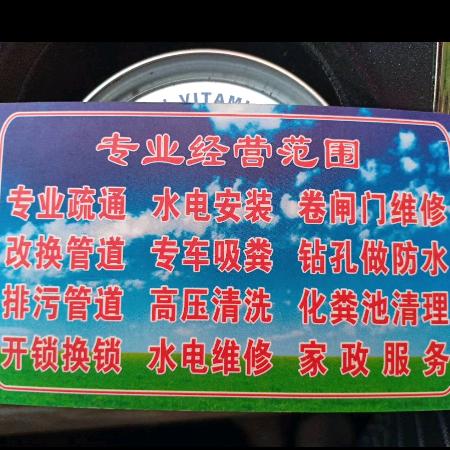 VITAM
专业经营范围
专业疏通 水电安装 卷闸门维修
改换管道 专车吸粪 钻孔做防水
排污管道 高压清洗 化粪池清理
开锁换锁 水电维修 家政服务